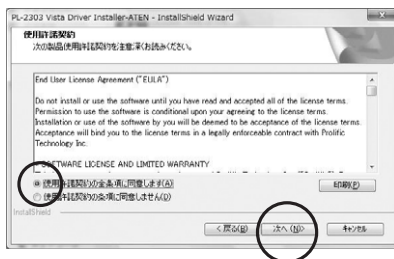 PL-2303 Vista Driver Installer-ATEN - InstallShield Wizard
使用許諾契約
次の製品使用許諾契約を注意深くお読みください。
End User License Agreement ("EULA")
Do not install or use the software until you have read and accepted all of the license terms.
Permission to use the software is conditional upon your agreeing to the license terms.
Installation or use of the software by you will be deemed to be acceptance of the license terms.
Acceptance will bind you to the license terms in a legally enforceable contract with Prolific
Technology Inc.
SOFTWARE LICENSE AND LIMITED WARRANTY
使用許諾契約の全条項に同意します(A)
使用許諾契約の条項に同意しません(D)
印刷(P)
InstallShield
< 戻る(B)
次へ (N)>
キャンセル